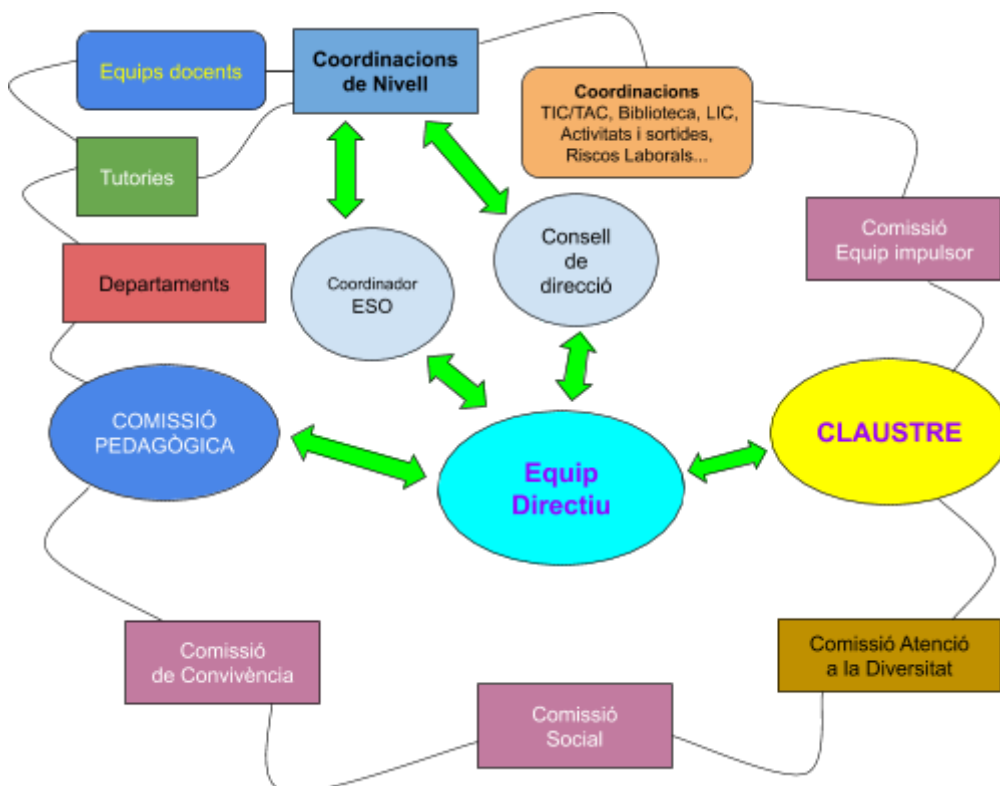 Equips docents
Coordinacions
de Nivell
Coordinacions
TIC/TAC, Biblioteca, LIC,
Activitats i sortides,
Riscos Laborals...
Tutories
Comissió
Equip impulsor
Departaments
Coordinador
ESO
Consell
de
direcció
COMISSIÓ
PEDAGÒGICA
Equip
Directiu
CLAUSTRE
Comissió
de Convivència
Comissió
Social
Comissió Atenció
a la Diversitat